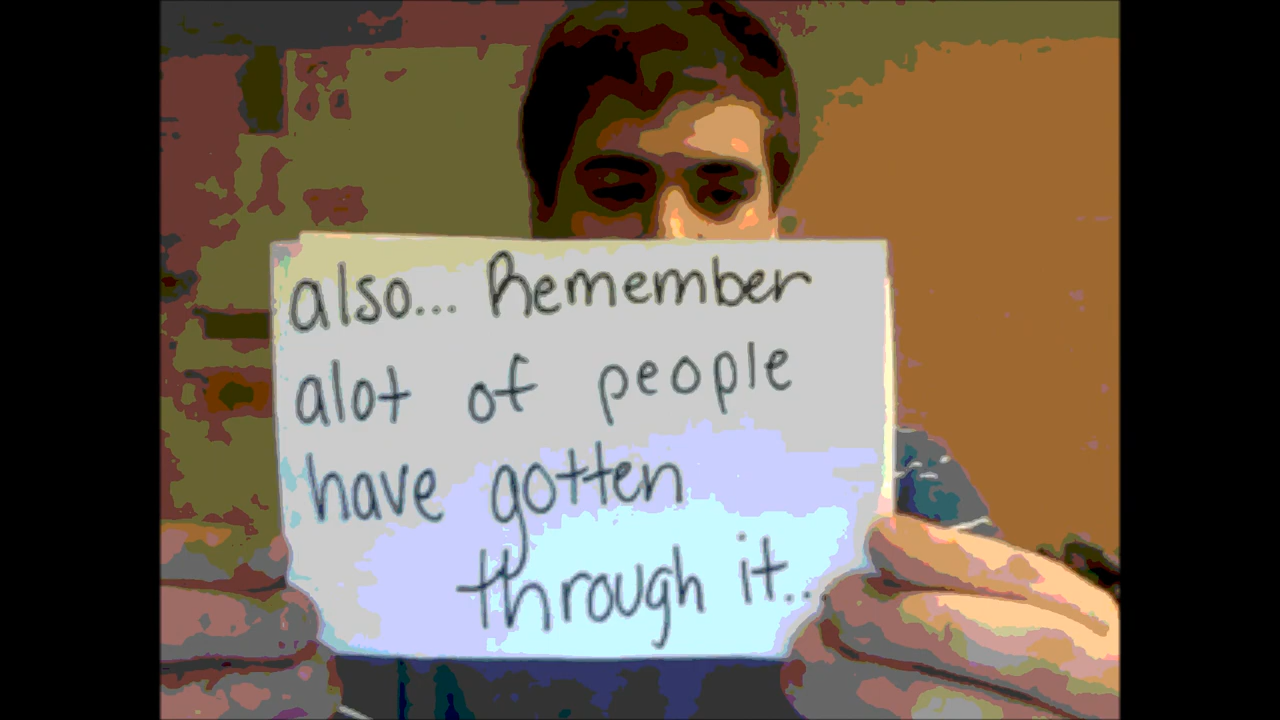 also... Remember
alot of people
have gotten
through it...